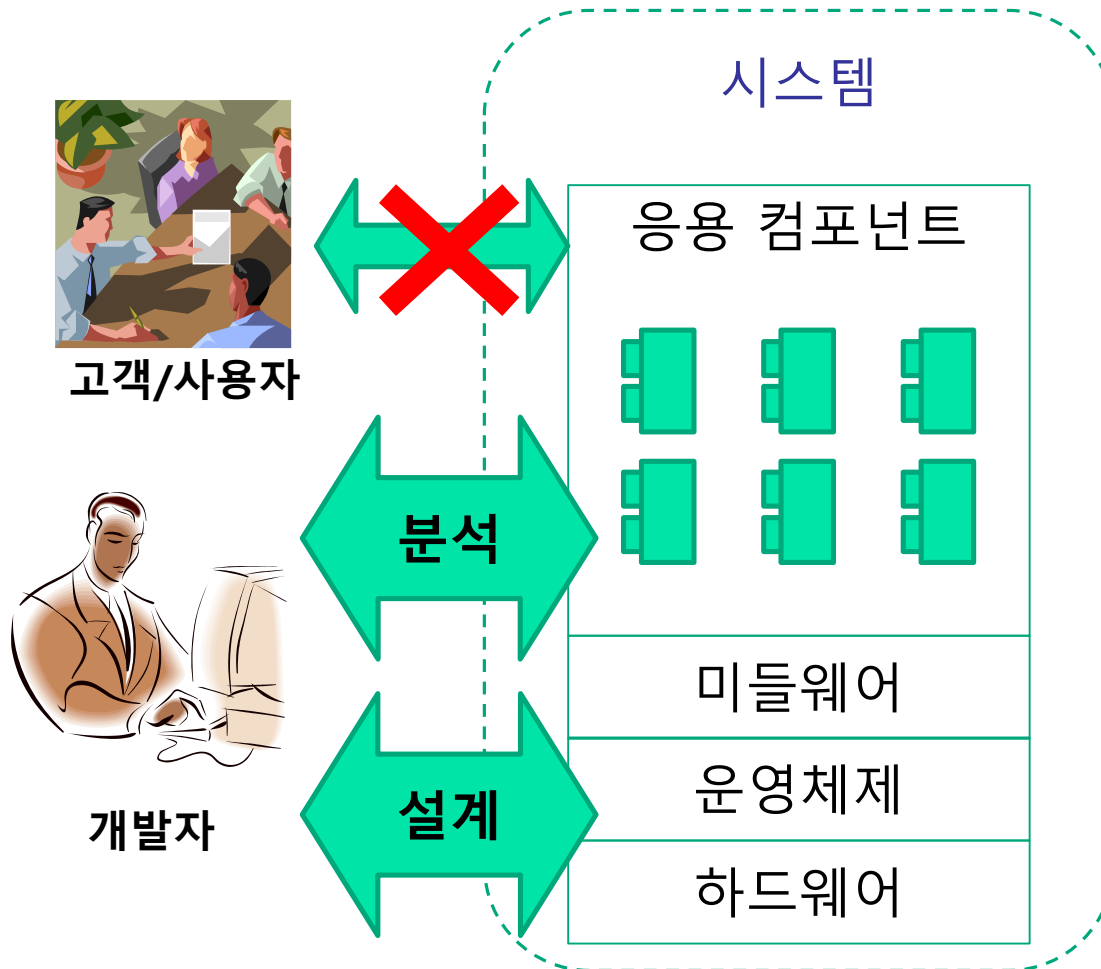 시스템
응용 컴포넌트
고객/사용자
분석
미들웨어
운영체제
설계
개발자
하드웨어